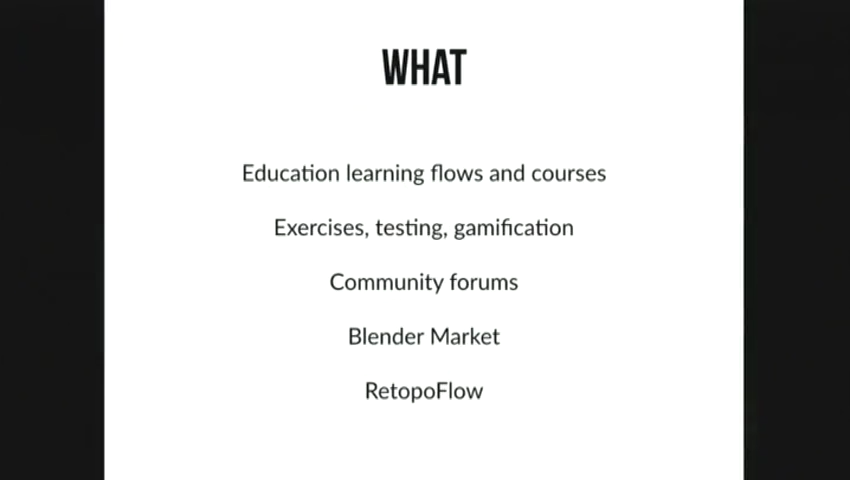 WHAT
Education learning flows and courses
Exercises, testing, gamification
Community forums
Blender Market
RetopoFlow